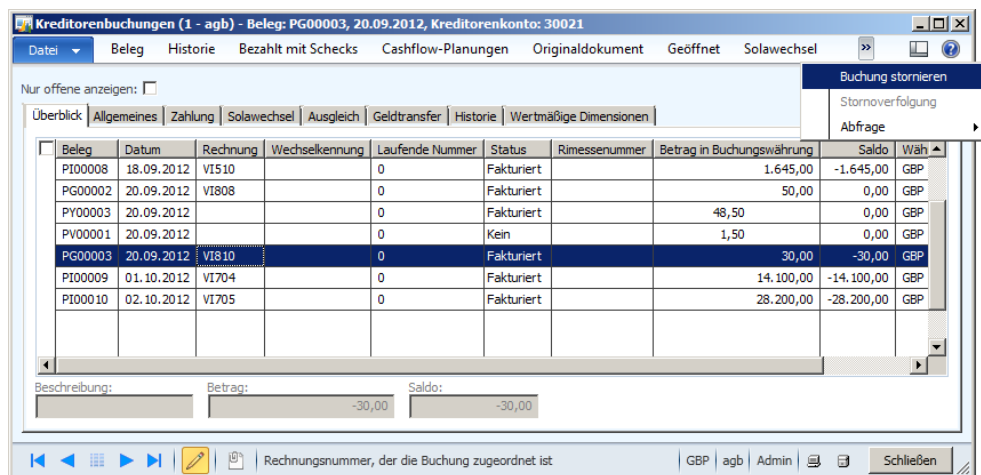 Kreditorenbuchungen (1 - agb) - Beleg: PG00003, 20.09.2012, Kreditorenkonto: 30021
Datei Beleg Historie Bezahlt mit Schecks Cashflow-Planungen Originaldokument Geöffnet Solawechsel »
Buchung stornieren
Stornoverfolgung
Abfrage
Nur offene anzeigen:
Überblick Allgemeines Zahlung Solawechsel Ausgleich Geldtransfer Historie Wertmäßige Dimensionen
Beleg Datum Rechnung Wechselkennung Laufende Nummer Status Rimessenummer Betrag in Buchungswährung Saldo Wäh
PI00008 18.09.2012 VI510 0 Fakturiert 1.645,00 -1.645,00 GBP
PG00002 20.09.2012 VI808 0 Fakturiert 50,00 0,00 GBP
PY00003 20.09.2012 0 Fakturiert 48,50 0,00 GBP
PV00001 20.09.2012 0 Kein 1,50 0,00 GBP
PG00003 20.09.2012 VI810 0 Fakturiert 30,00 -30,00 GBP
PI00009 01.10.2012 VI704 0 Fakturiert 14.100,00 -14.100,00 GBP
PI00010 02.10.2012 VI705 0 Fakturiert 28.200,00 -28.200,00 GBP
Beschreibung: Betrag: Saldo:
-30,00 -30,00
Rechnungsnummer, der die Buchung zugeordnet ist GBP agb Admin Schließen